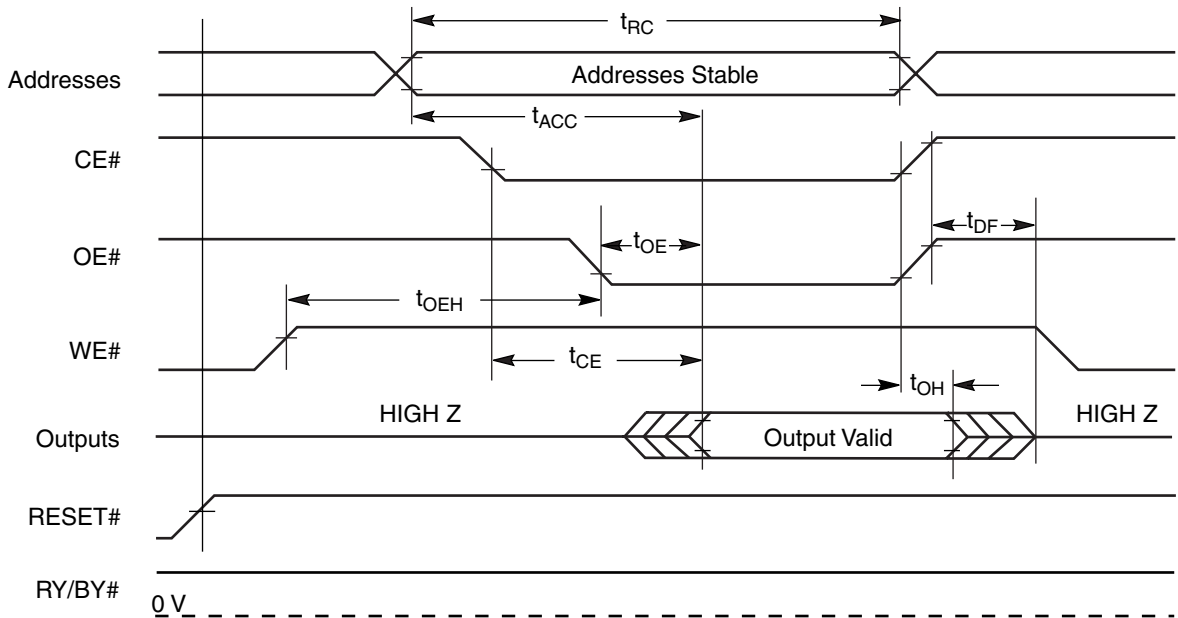 tRC
Addresses
Addresses Stable
tACC
CE#
tDF
OE#
tOE
tOEH
WE#
tCE
tOH
HIGH Z
HIGH Z
Outputs
Output Valid
RESET#
RY/BY#
0 V